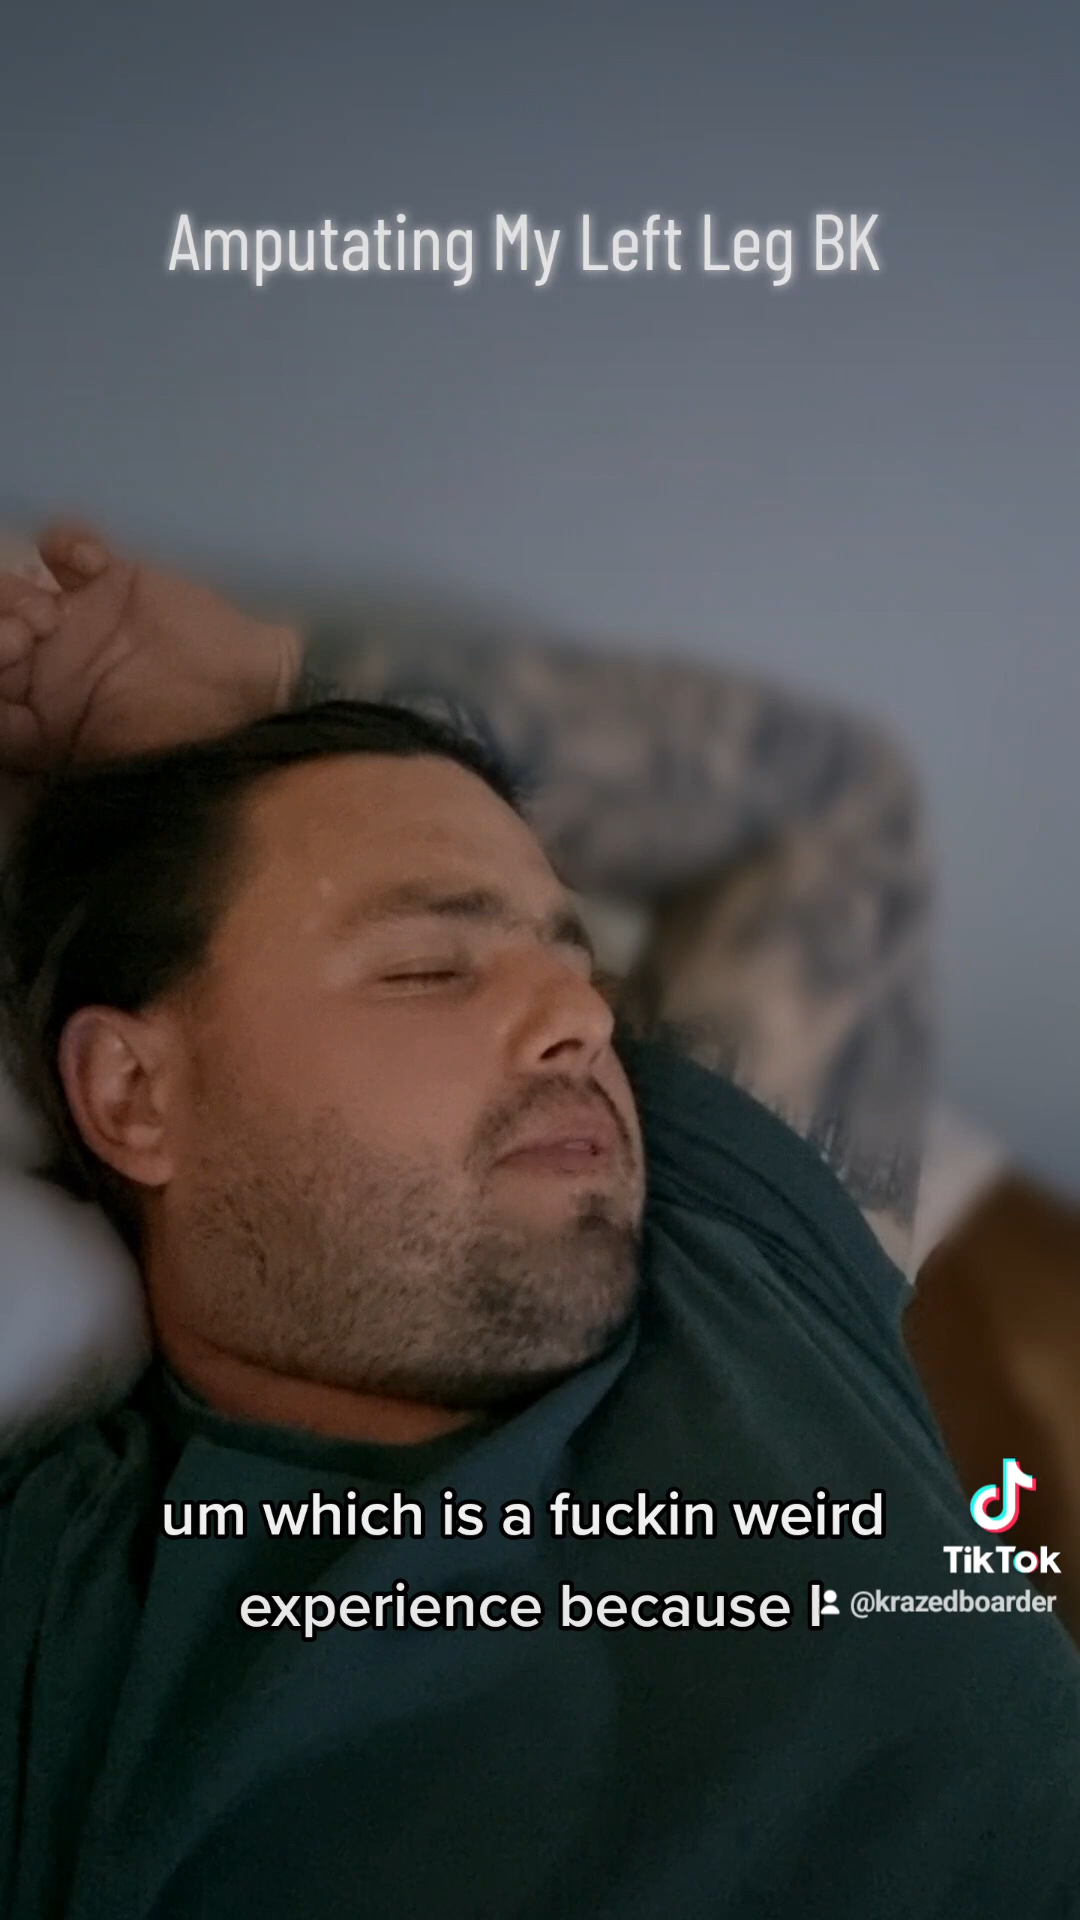 Amputating My Left Leg BK
um which is a fuckin weird
experience because I
TikTok
@krazedboarder